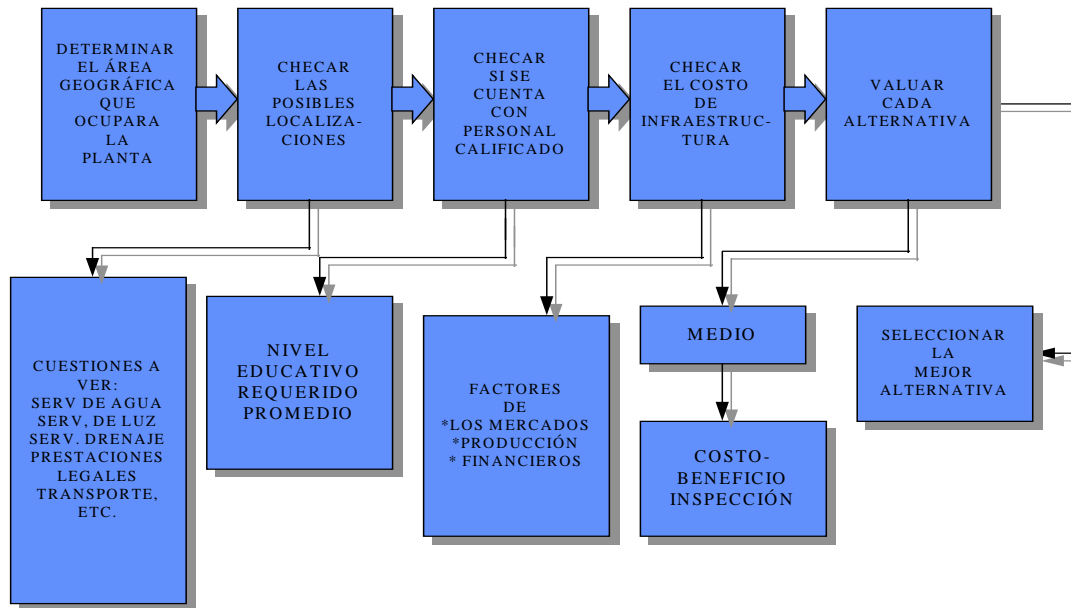 DETERMINAR
EL ÁREA
GEOGRÁFICA
QUE
OCUPARA
LA
PLANTA
CHECAR
LAS
POSIBLES
LOCALIZA-
CIONES
CHECAR
SI SE
CUENTA
CON
PERSONAL
CALIFICADO
CHECAR
EL COSTO
DE
INFRAESTRUC-
TURA
VALUAR
CADA
ALTERNATIVA
CUESTIONES A
VER:
SERV DE AGUA
SERV, DE LUZ
SERV. DRENAJE
PRESTACIONES
LEGALES
TRANSPORTE,
ETC.
NIVEL
EDUCATIVO
REQUERIDO
PROMEDIO
FACTORES
DE
*LOS MERCADOS
*PRODUCCIÓN
* FINANCIEROS
MEDIO
COSTO-
BENEFICIO
INSPECCIÓN
SELECCIONAR
LA
MEJOR
ALTERNATIVA